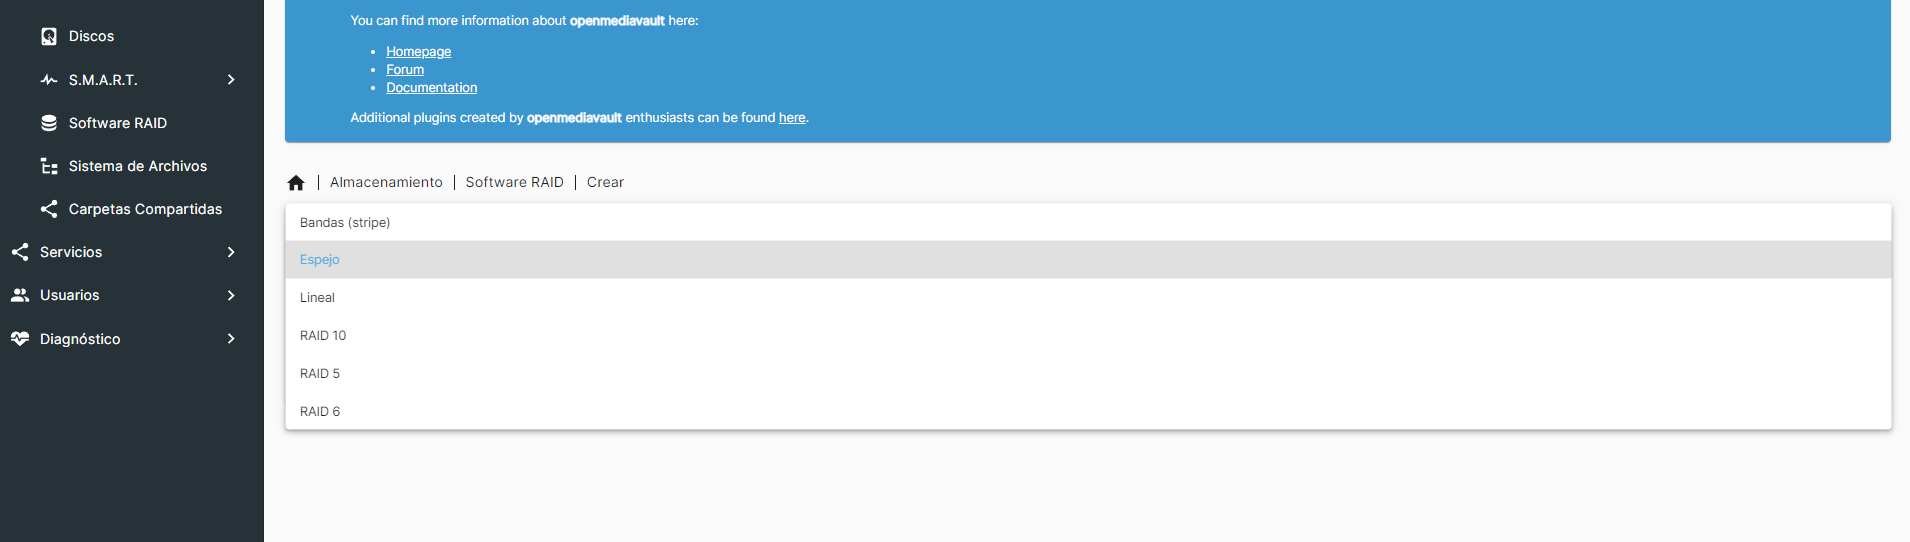 Discos
S.M.A.R.T.
Software RAID
Sistema de Archivos
Carpetas Compartidas
Servicios
Usuarios
Diagnóstico
You can find more information about openmediavault here:
Homepage
Forum
Documentation
Additional plugins created by openmediavault enthusiasts can be found here.
Almacenamiento | Software RAID | Crear
Bandas (stripe)
Espejo
Lineal
RAID 10
RAID 5
RAID 6